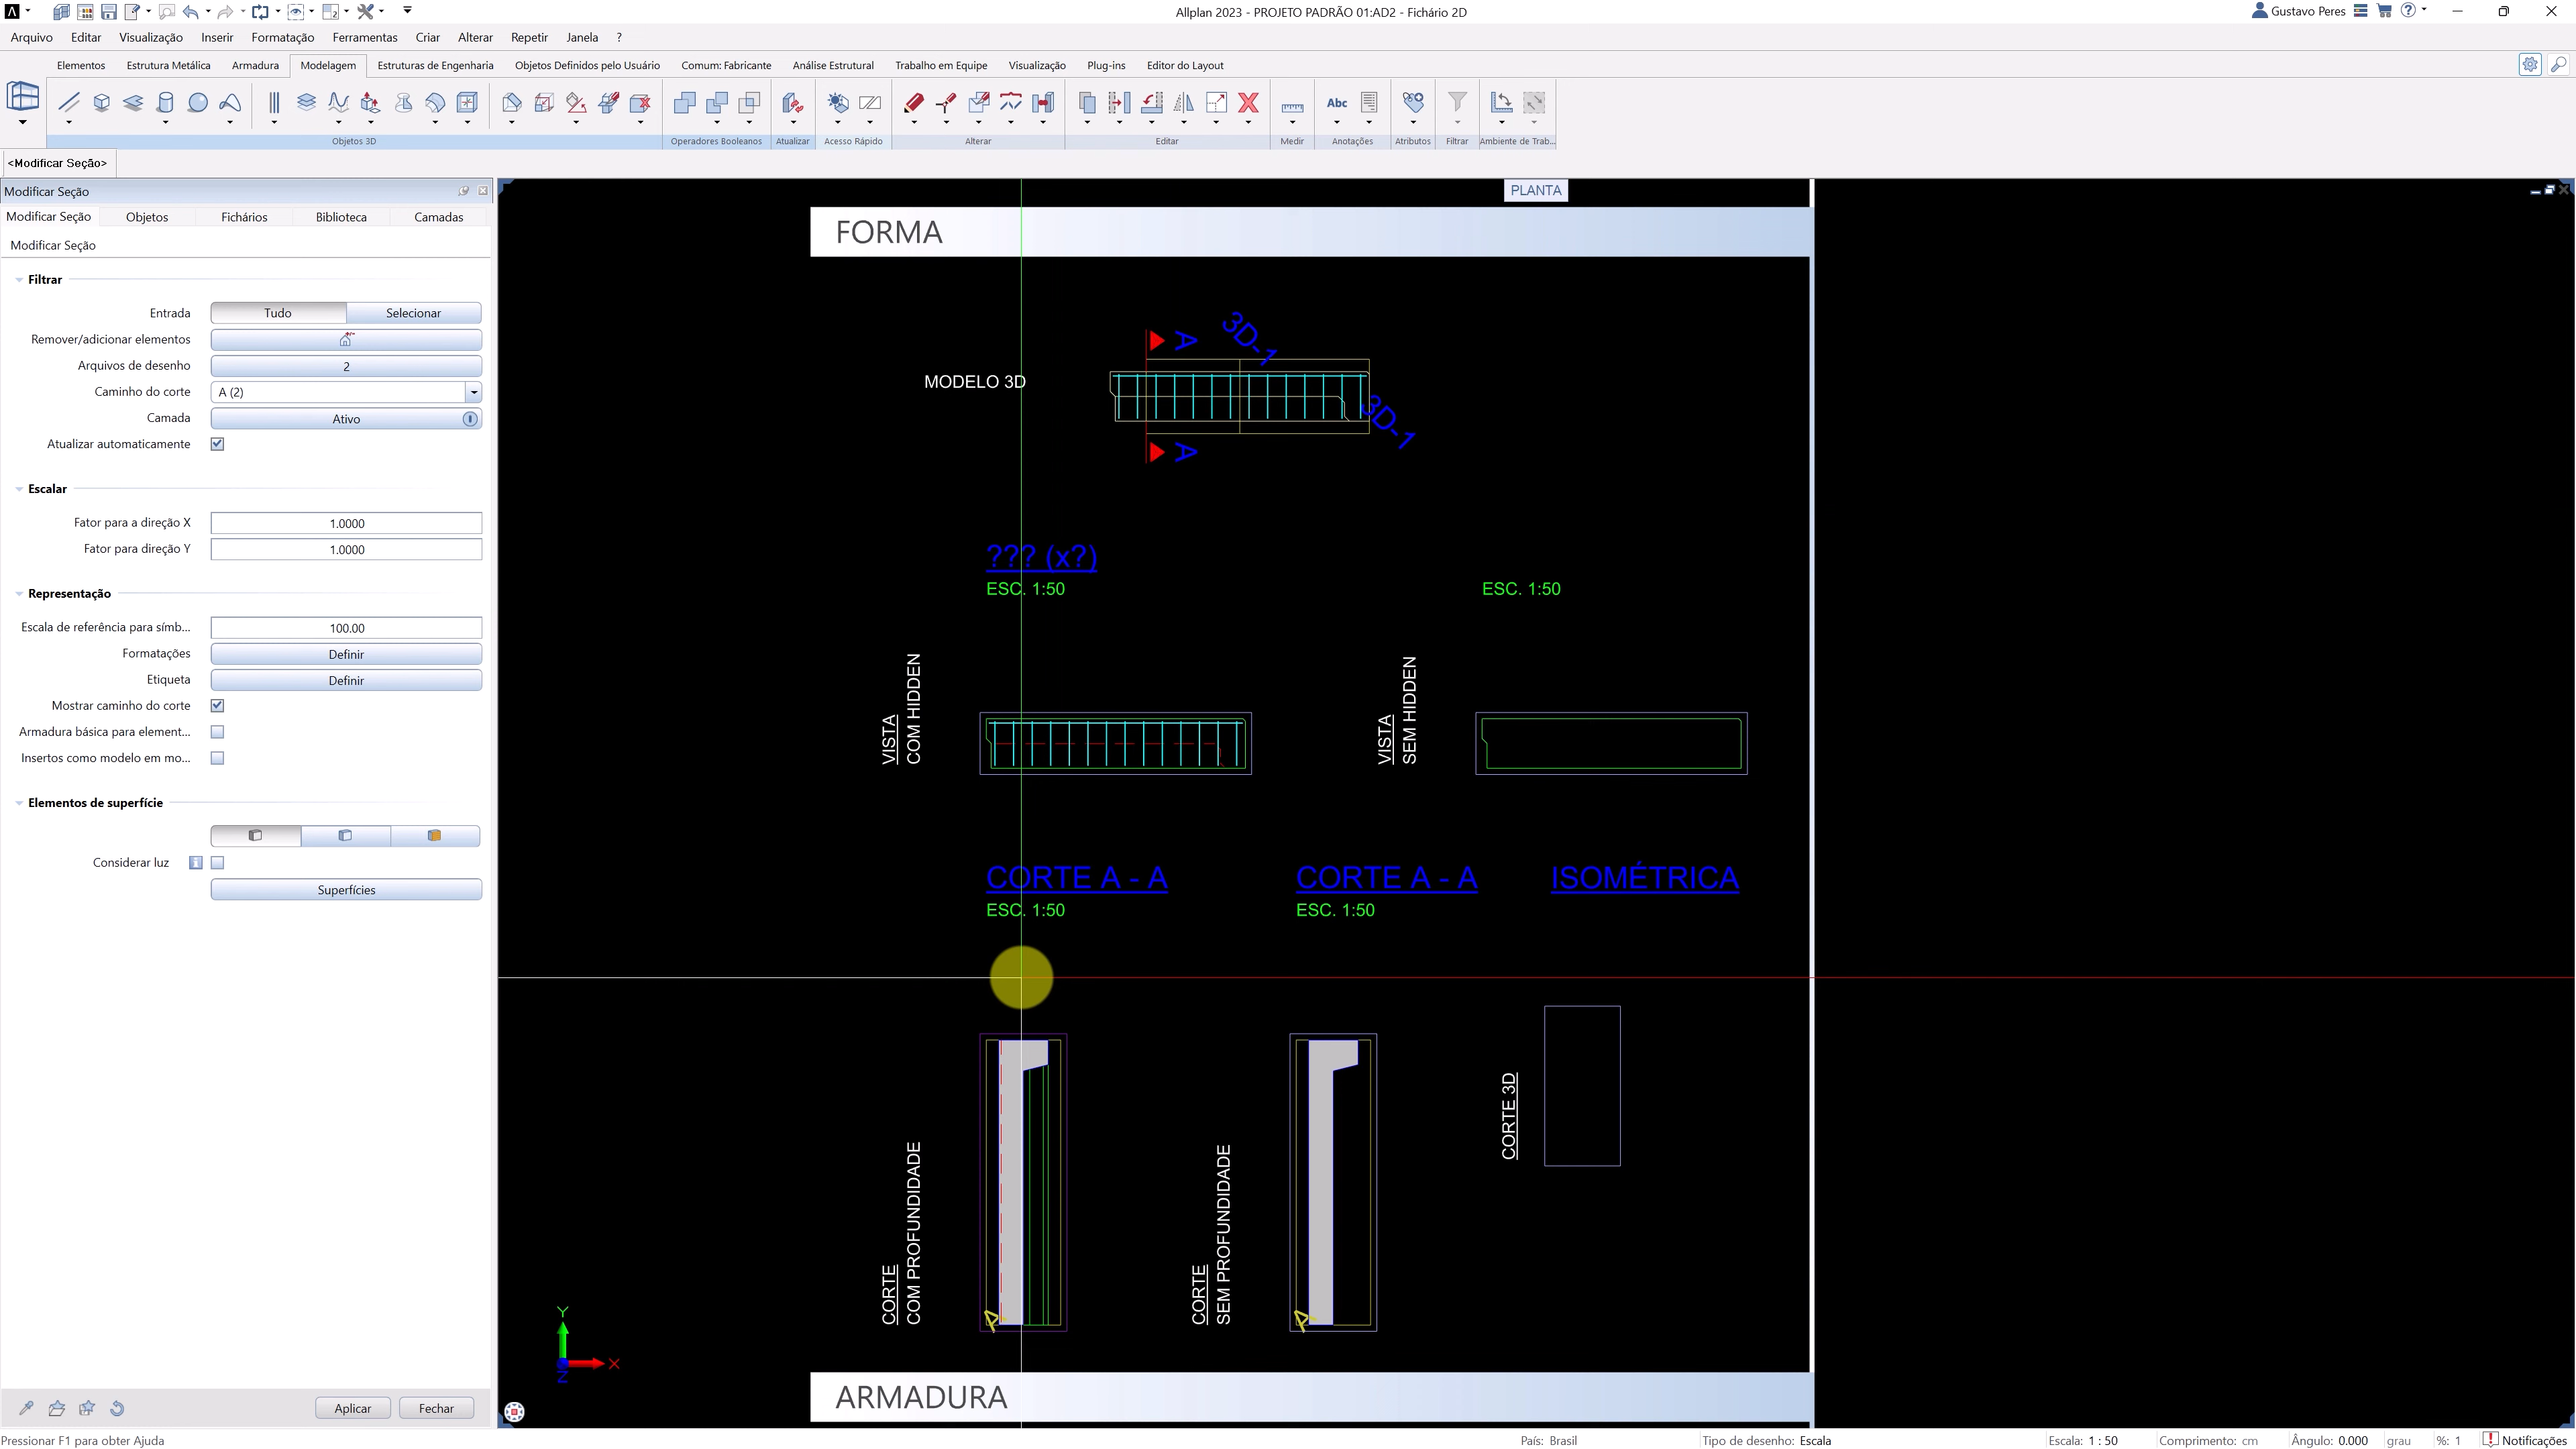 Allplan 2023 - PROJETO PADRÃO 01:AD2 - Fichário 2D
Gustavo Peres
Arquivo Editar Visualização Inserir Formatação Ferramentas Criar Alterar Repetir Janela ?
Elementos Estrutura Metálica Armadura Modelagem Estruturas de Engenharia Objetos Definidos pelo Usuário Comum: Fabricante Análise Estrutural Trabalho em Equipe Visualização Plug-ins Editor do Layout
Abc
Objetos 3D Operadores Booleanos Atualizar Acesso Rápido Alterar Editar Medir Anotações Atributos Filtrar Ambiente de Trab...
<Modificar Seção>
Modificar Seção
Modificar Seção Objetos Fichários Biblioteca Camadas
Modificar Seção
Filtrar
Entrada Tudo Selecionar
Remover/adicionar elementos
Arquivos de desenho 2
Caminho do corte A (2)
Camada Ativo
Atualizar automaticamente
Escalar
Fator para a direção X 1.0000
Fator para direção Y 1.0000
Representação
Escala de referência para símb... 100.00
Formatações Definir
Etiqueta Definir
Mostrar caminho do corte
Armadura básica para element...
Insertos como modelo em mo...
Elementos de superfície
Considerar luz
Superfícies
Aplicar Fechar
PLANTA
FORMA
MODELO 3D
A
3D-1
3D-1
A
??? (x?)
ESC. 1:50
ESC. 1:50
VISTA
COM HIDDEN
VISTA
SEM HIDDEN
CORTE A - A
ESC. 1:50
CORTE A - A
ESC. 1:50
ISOMÉTRICA
CORTE
COM PROFUNDIDADE
A
CORTE
SEM PROFUNDIDADE
A
CORTE 3D
Y
X
Z
ARMADURA
Pressionar F1 para obter Ajuda País: Brasil Tipo de desenho: Escala Escala: 1 : 50 Comprimento: cm Ângulo: 0.000 grau %: 1 Notificações